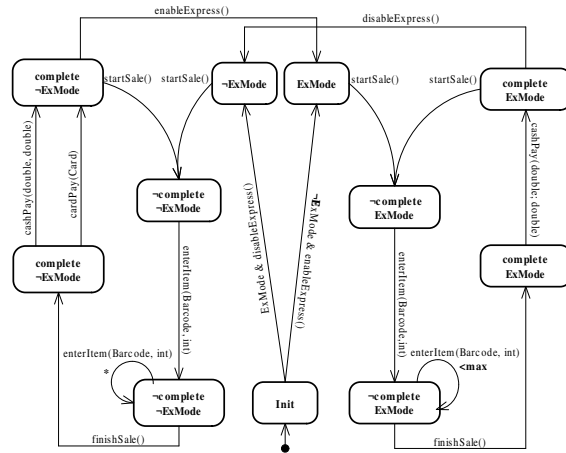 enableExpress()
disableExpress()
complete
¬ExMode
startSale()
startSale()
¬ExMode
ExMode
startSale()
startSale()
complete
ExMode
cashPay(double, double)
cardPay(Card)
¬complete
¬ExMode
ExMode & disableExpress()
¬ExMode & enableExpress()
¬complete
ExMode
cashPay(double; double)
complete
¬ExMode
enterItem(Barcode, int)
enterItem(Barcode,int)
complete
ExMode
enterItem(Barcode, int)
*
¬complete
¬ExMode
Init
enterItem(Barcode, int)
<max
¬complete
ExMode
finishSale()
finishSale()